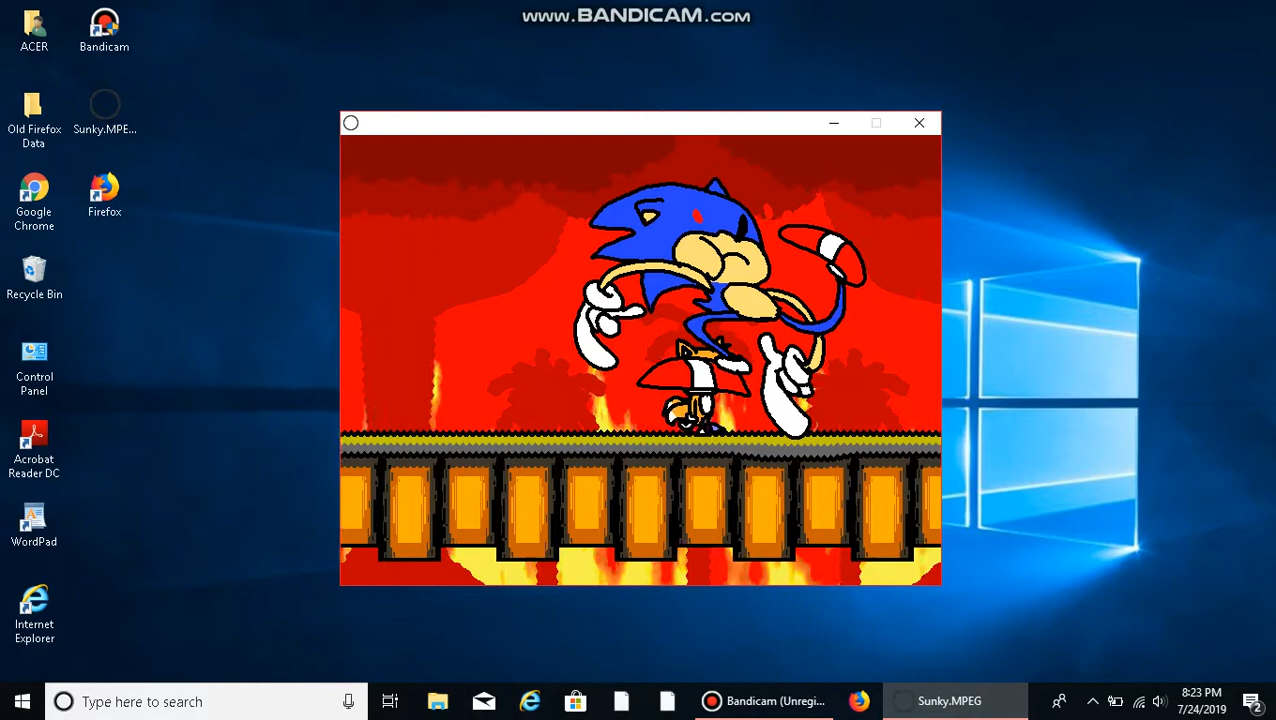 www.BANDICAM.com
ACER
Bandicam
Old Firefox
Data
Sunky.MPE...
Google
Chrome
Firefox
Recycle Bin
Control
Panel
Acrobat
Reader DC
WordPad
Internet
Explorer
Type here to search
Bandicam (Unregi...
Sunky.MPEG
8:23 PM
7/24/2019
2